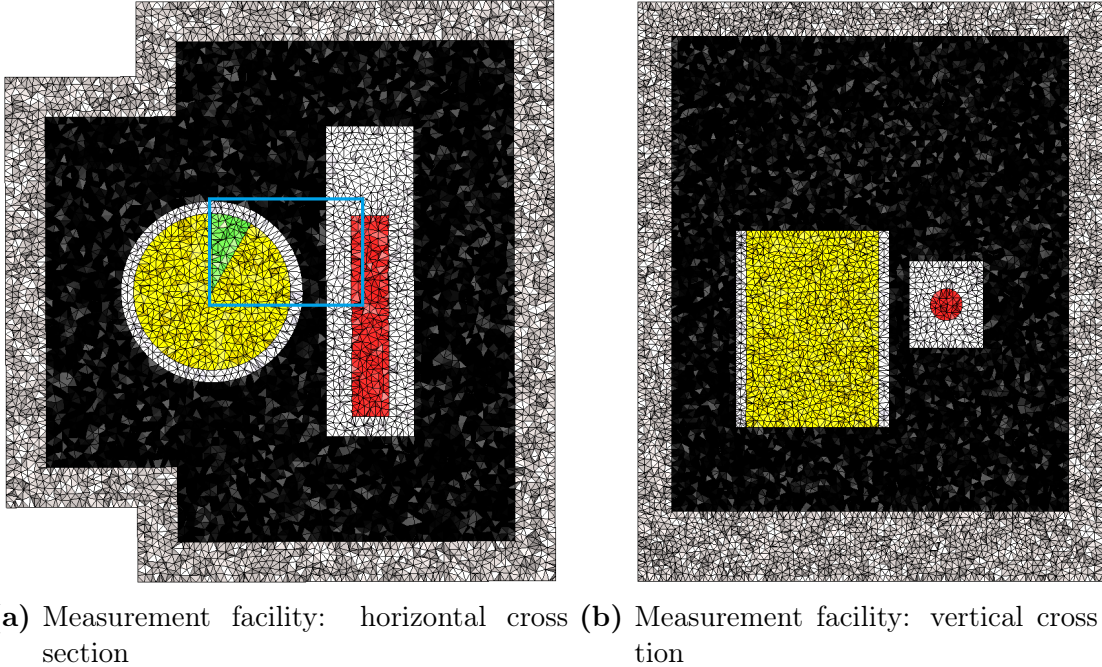 a) Measurement facility: horizontal cross
section
(b) Measurement facility: vertical cross
tion